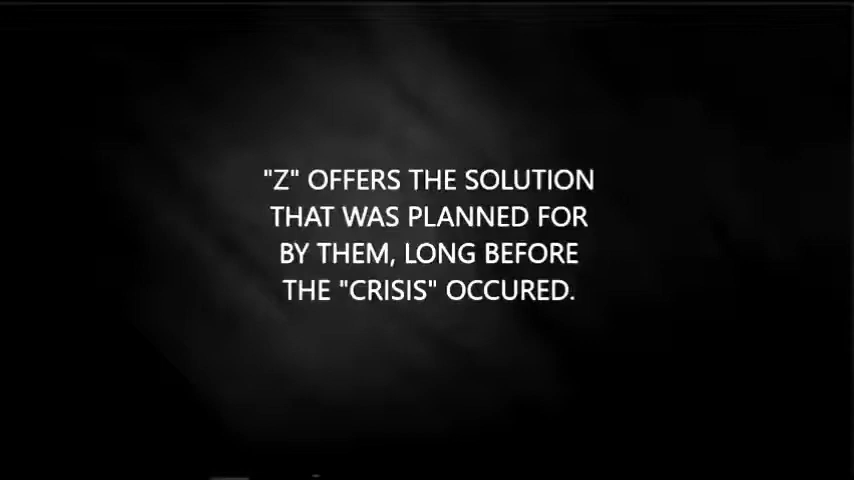 "Z" OFFERS THE SOLUTION
THAT WAS PLANNED FOR
BY THEM, LONG BEFORE
THE "CRISIS" OCCURED.